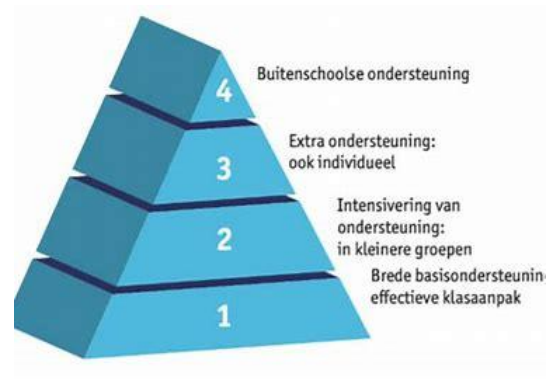 4
Buitenschoolse ondersteuning
3
Extra ondersteuning:
ook individueel
2
Intensivering van
ondersteuning:
in kleinere groepen
1
Brede basisondersteunin
effectieve klasaanpak